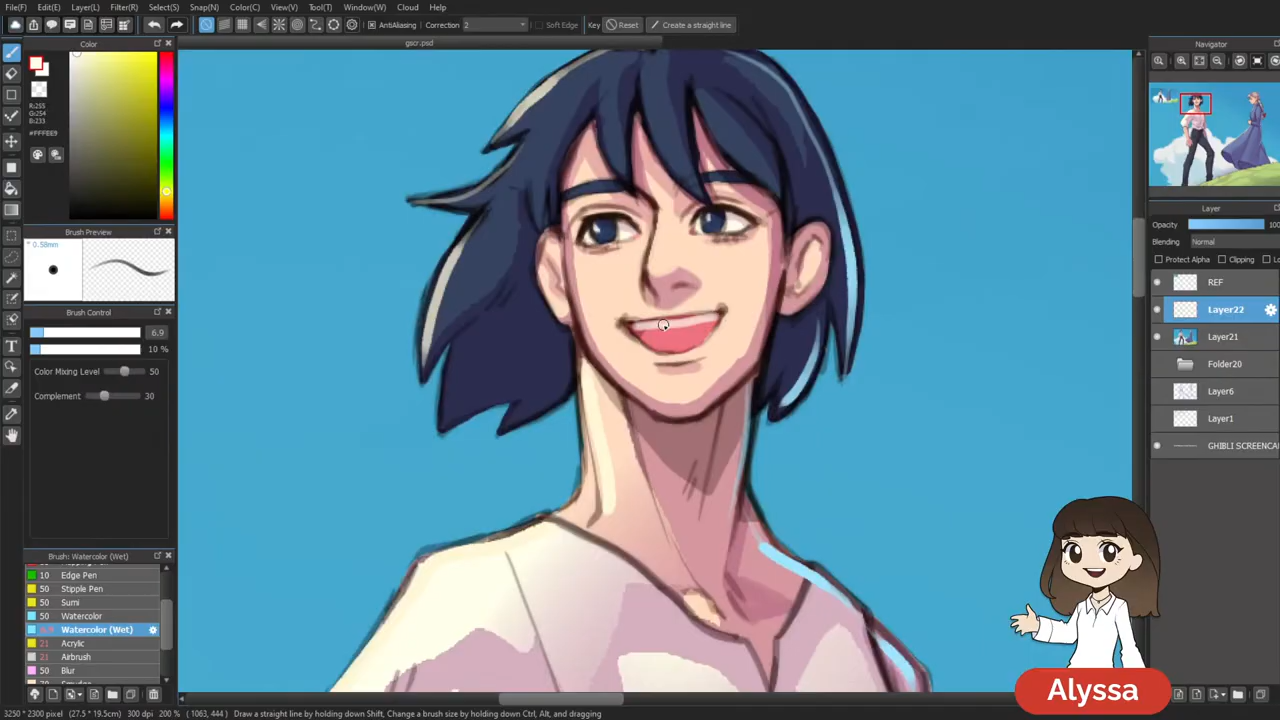 File(F) Edit(E) Layer(L) Filter(R) Select(S) Snap(N) Color(C) View(V) Tool(T) Window(W) Cloud Help
AntiAliasing Correction 2 Soft Edge Key Reset Create a straight line
gscr.psd
Color
R:255
G:254
B:233
#FFFEE9
Brush Preview
* 0.58mm
Brush Control
6.9
10 %
Color Mixing Level 50
Complement 30
Brush: Watercolor (Wet)
10 Edge Pen
50 Stipple Pen
50 Sumi
50 Watercolor
Watercolor (Wet)
21 Acrylic
21 Airbrush
50 Blur
Navigator
Layer
Opacity 100
Blending Normal
Protect Alpha Clipping Lo
REF
Layer22
Layer21
Folder20
Layer6
Layer1
GHIBLI SCREENCA
Alyssa
3250 * 2300 pixel (27.5 * 19.5cm) 300 dpi 200 % ( 1063, 444 ) Draw a straight line by holding down Shift, Change a brush size by holding down Ctrl, Alt, and dragging